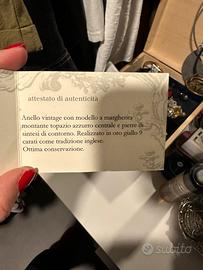 attestato di autenticità
Anello vintage con modello a margherita
montante topazio azzurro centrale e pietre di
sintesi di contorno. Realizzato in oro giallo 9
carati come tradizione inglese.
Ottima conservazione.
subito